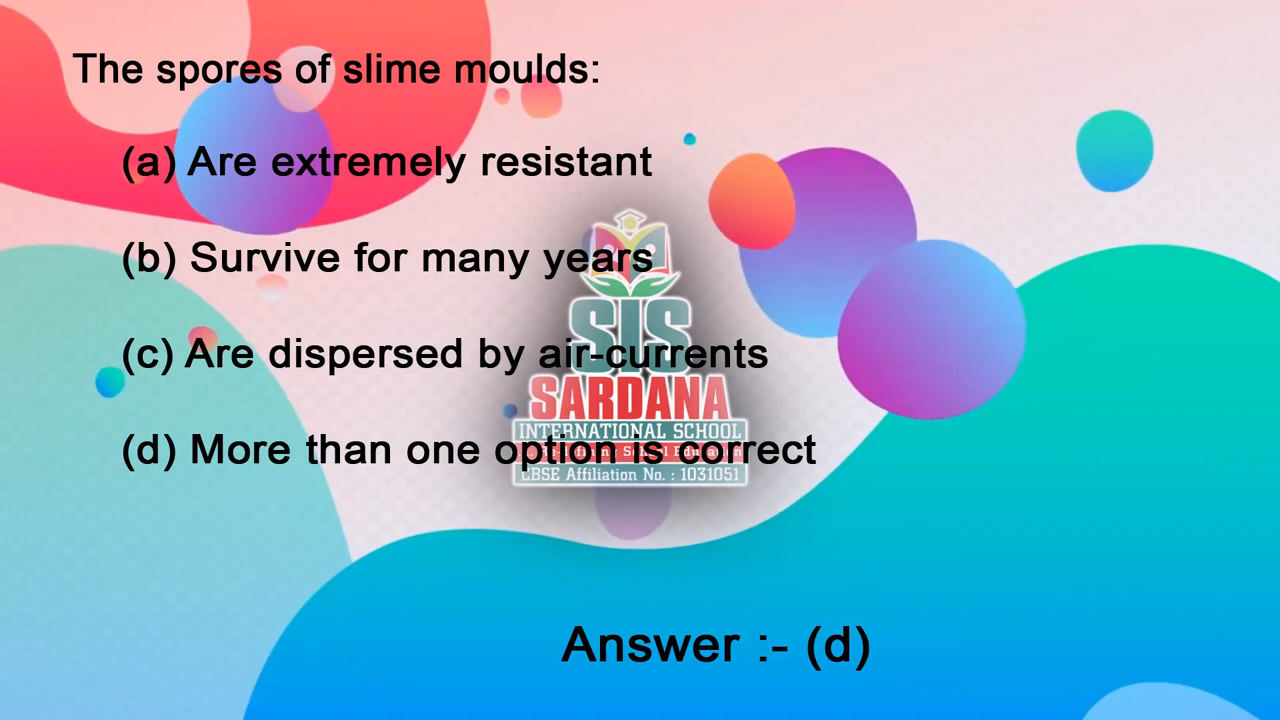 The spores of slime moulds:
(a) Are extremely resistant
(b) Survive for many years
(c) Are dispersed by air-currents
(d) More than one option is correct
SIS
SARDANA
INTERNATIONAL SCHOOL
CBSE Affiliation No. : 1031051
Answer :- (d)